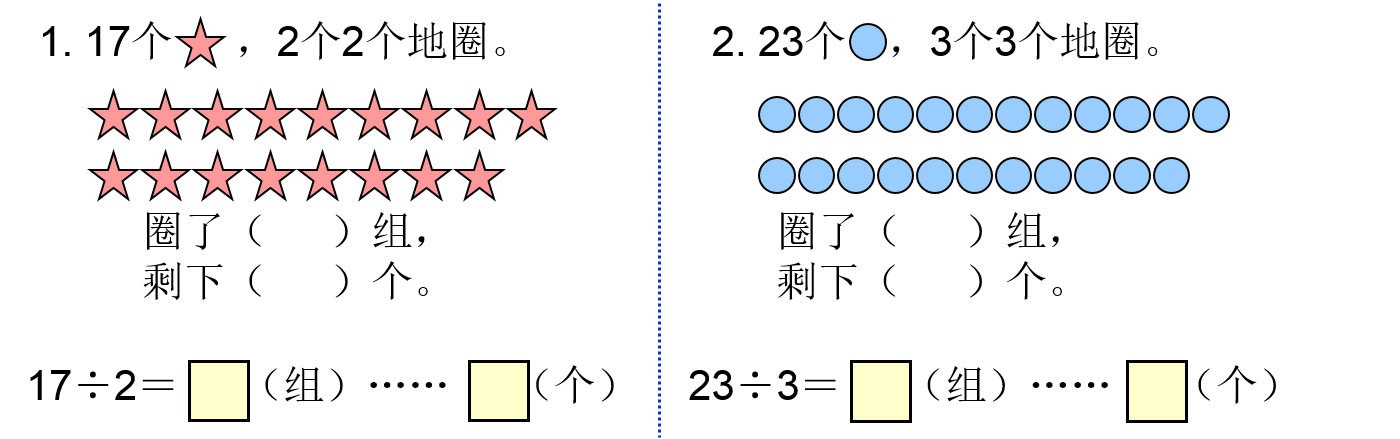 1. 17个，2个2个地圈。
圈了（ ）组，
剩下（ ）个。
17÷2＝（组）……（个）
2. 23个，3个3个地圈。
圈了（ ）组，
剩下（ ）个。
23÷3＝（组）……（个）